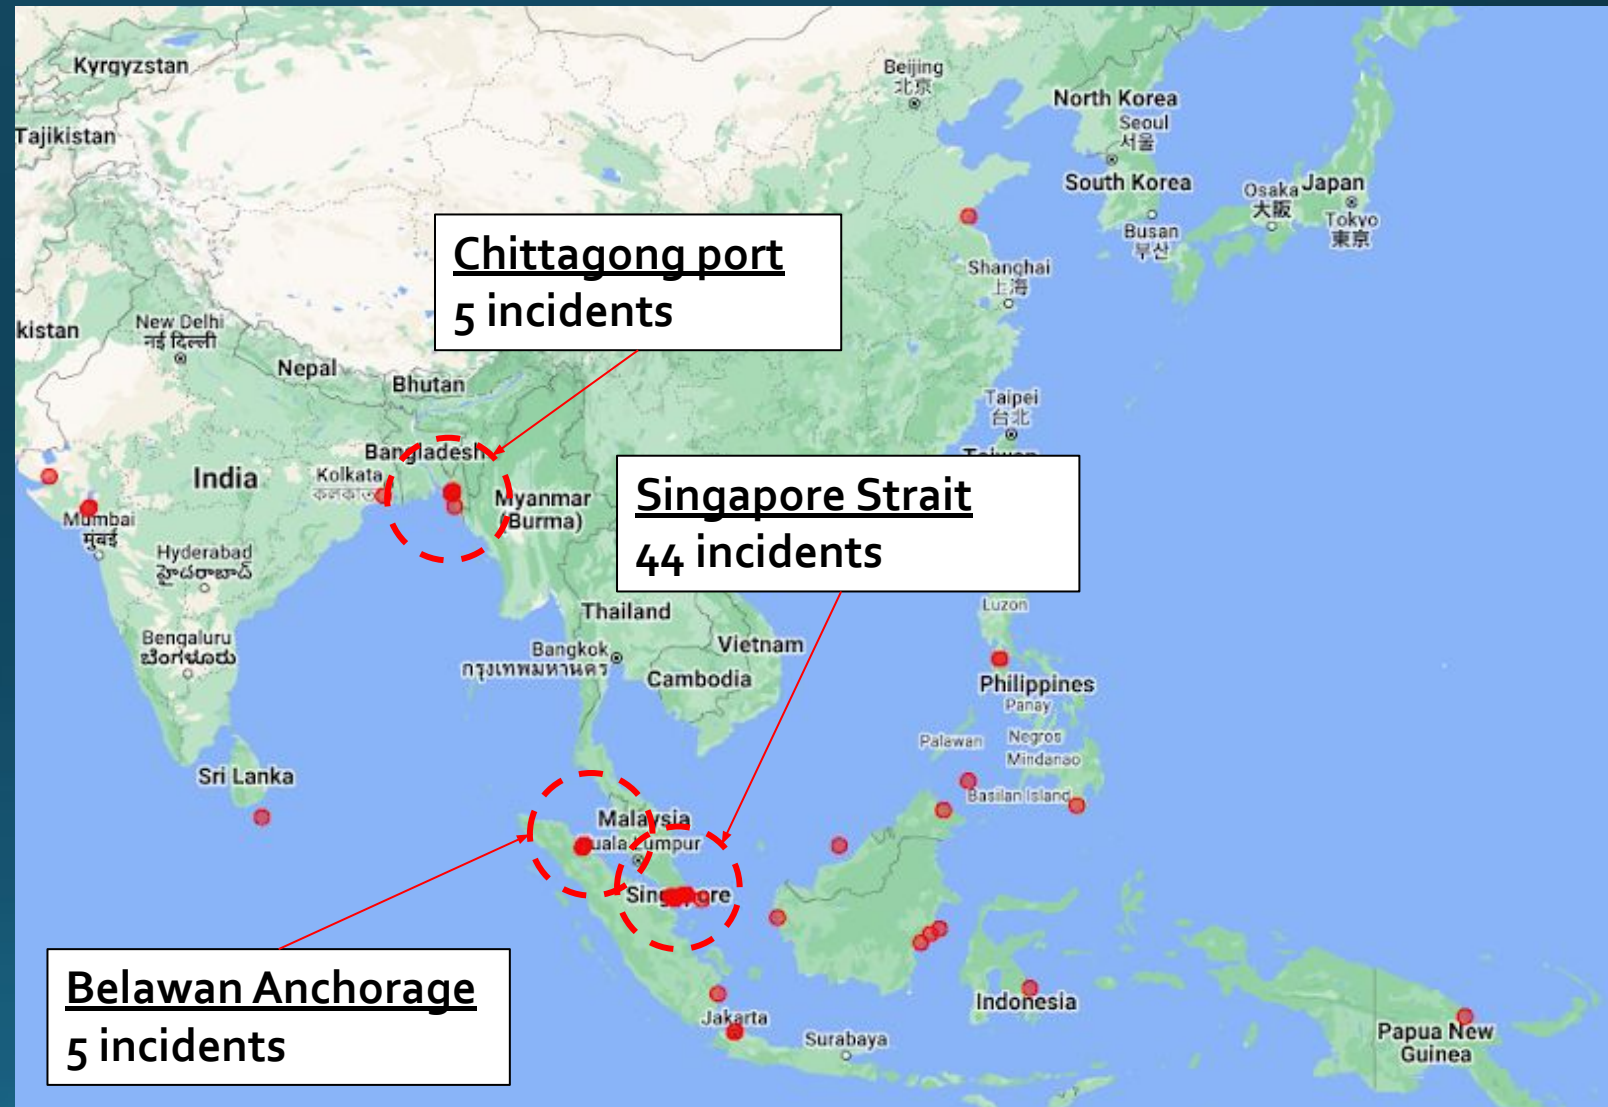 Kyrgyzstan
Tajikistan
Beijing
北京
North Korea
Seoul
서울
South Korea
Busan
부산
Osaka
大阪
Japan
Tokyo
東京
Chittagong port
5 incidents
Shanghai
上海
kistan
New Delhi
नई दिल्ली
Nepal
Bhutan
Taipei
台北
Taiwan
Bangladesh
India
Kolkata
Myanmar
(Burma)
Singapore Strait
44 incidents
Mumbai
मुंबई
Hyderabad
హైదరాబాద్
Luzon
Thailand
Bengaluru
ಬೆಂಗಳೂರು
Bangkok
กรุงเทพมหานคร
Vietnam
Cambodia
Philippines
Panay
Palawan
Negros
Mindanao
Basilan Island
Sri Lanka
Malaysia
uala Lumpur
Singapore
Belawan Anchorage
5 incidents
Indonesia
Jakarta
Surabaya
Papua New
Guinea